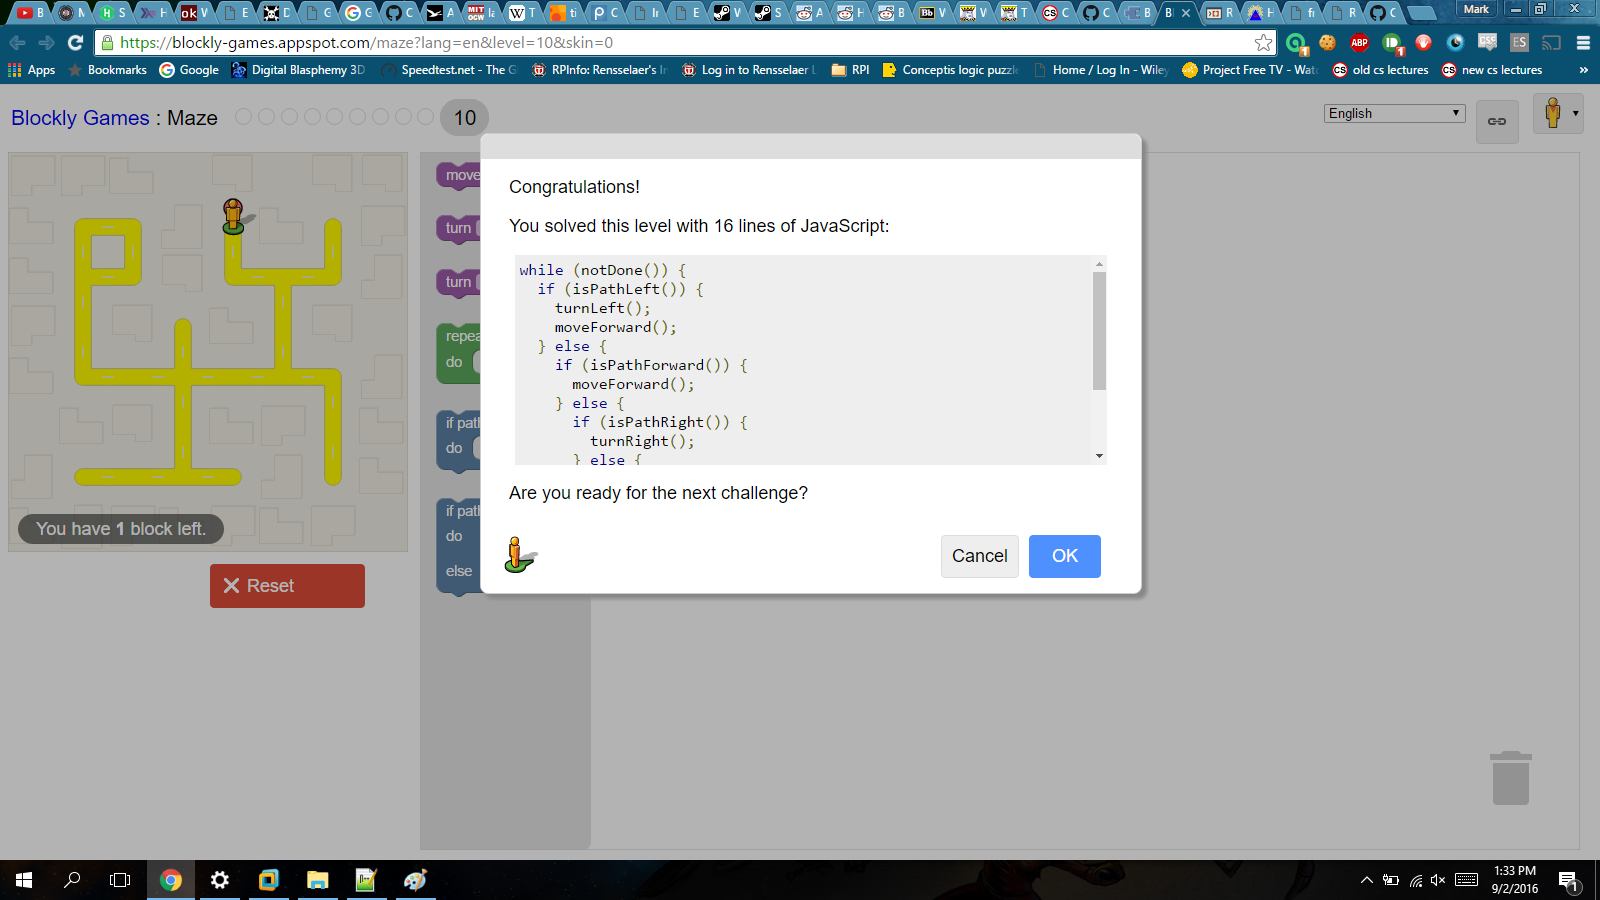 Mark
https://blockly-games.appspot.com/maze?lang=en&level=10&skin=0
Apps Bookmarks Google Digital Blasphemy 3D Speedtest.net - The G RPInfo: Rensselaer's In Log in to Rensselaer RPI Conceptis logic puzzle Home / Log In - Wiley Project Free TV - Wat old cs lectures new cs lectures »
Blockly Games : Maze 10
English
move
turn
turn
repea
do
if pat
do
if pat
do
else
You have 1 block left.
Reset
Congratulations!
You solved this level with 16 lines of JavaScript:
while (notDone()) {
if (isPathLeft()) {
turnLeft();
moveForward();
} else {
if (isPathForward()) {
moveForward();
} else {
if (isPathRight()) {
turnRight();
} else {
Are you ready for the next challenge?
Cancel OK
1:33 PM
9/2/2016
1